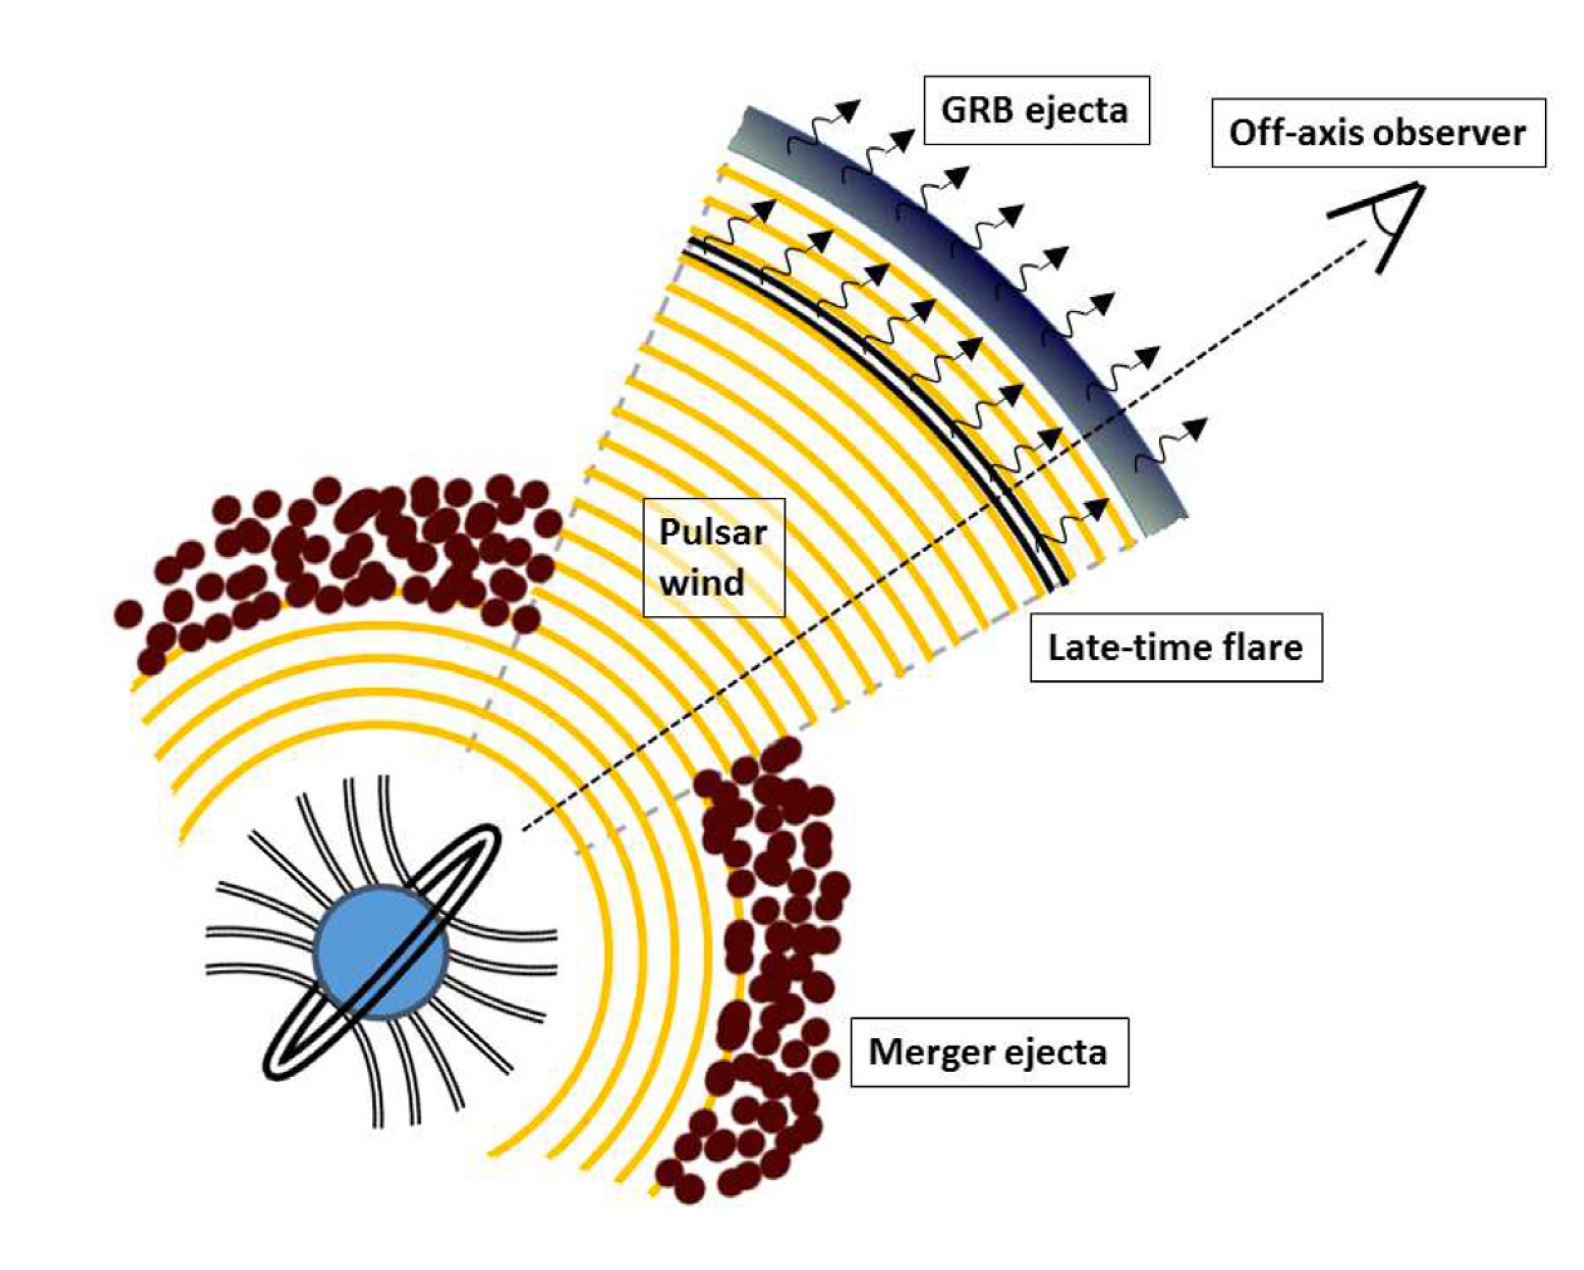 GRB ejecta
Off-axis observer
Pulsar
wind
Late-time flare
Merger ejecta